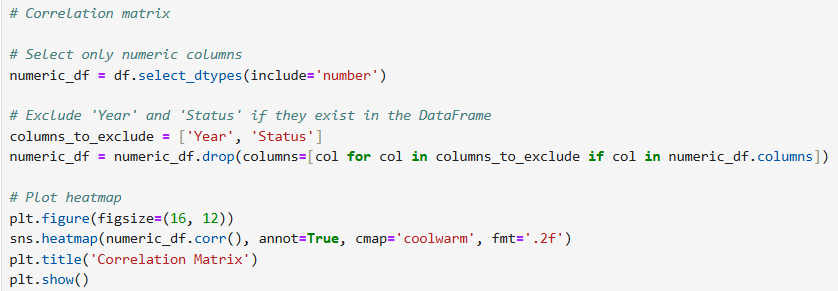 # Correlation matrix
# Select only numeric columns
numeric_df = df.select_dtypes(include='number')
# Exclude 'Year' and 'Status' if they exist in the DataFrame
columns_to_exclude = ['Year', 'Status']
numeric_df = numeric_df.drop(columns=[col for col in columns_to_exclude if col in numeric_df.columns])
# Plot heatmap
plt.figure(figsize=(16, 12))
sns.heatmap(numeric_df.corr(), annot=True, cmap='coolwarm', fmt='.2f')
plt.title('Correlation Matrix')
plt.show()